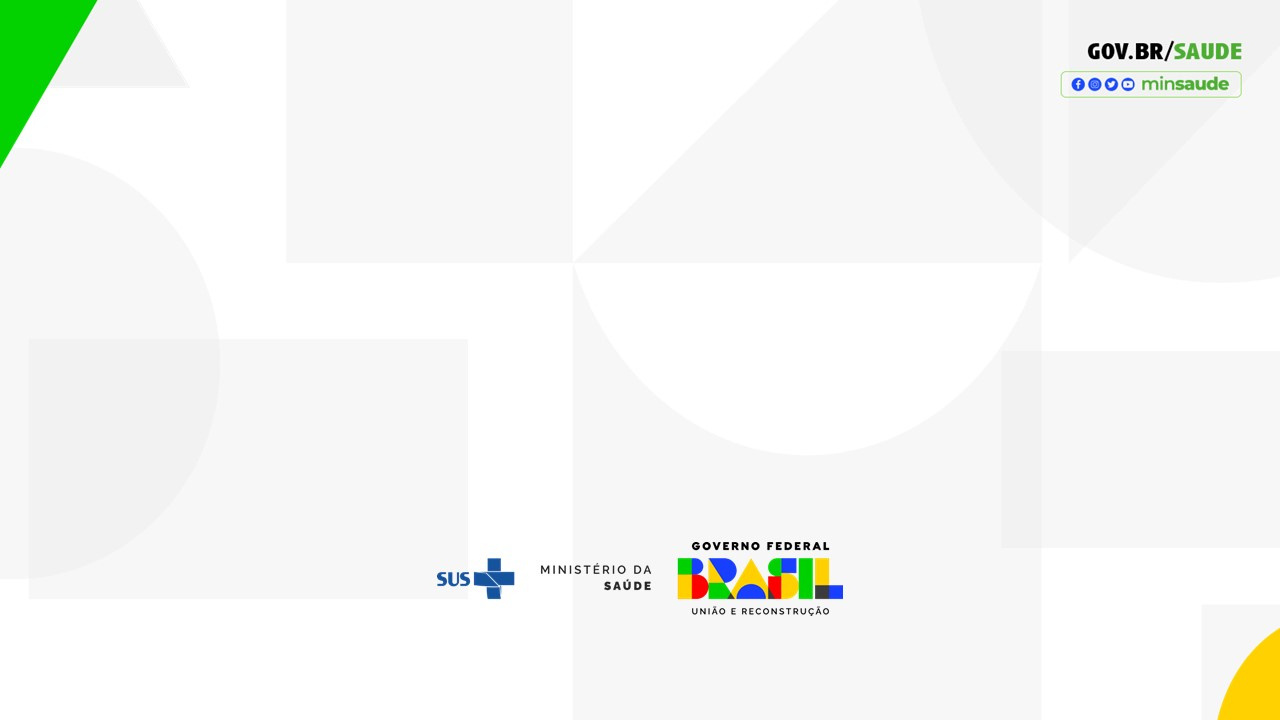 GOV.BR/SAUDE
minsaude
GOVERNO FEDERAL
SUS
MINISTÉRIO DA
SAÚDE
BRASIL
UNIÃO E RECONSTRUÇÃO